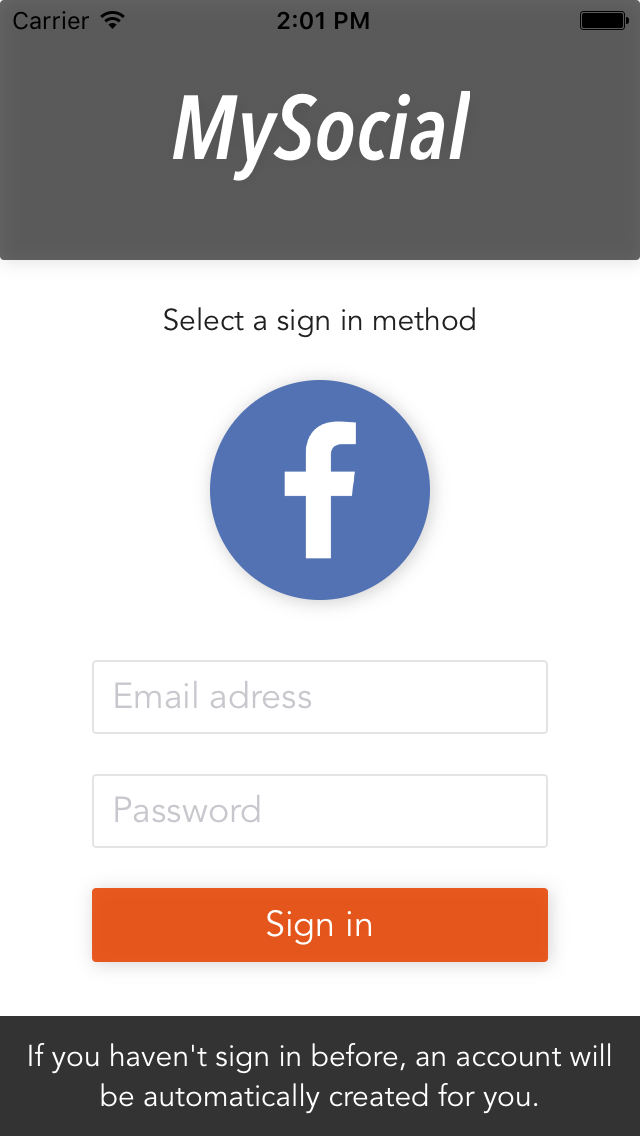 Carrier 2:01 PM
MySocial
Select a sign in method
f
Email adress
Password
Sign in
If you haven't sign in before, an account will
be automatically created for you.